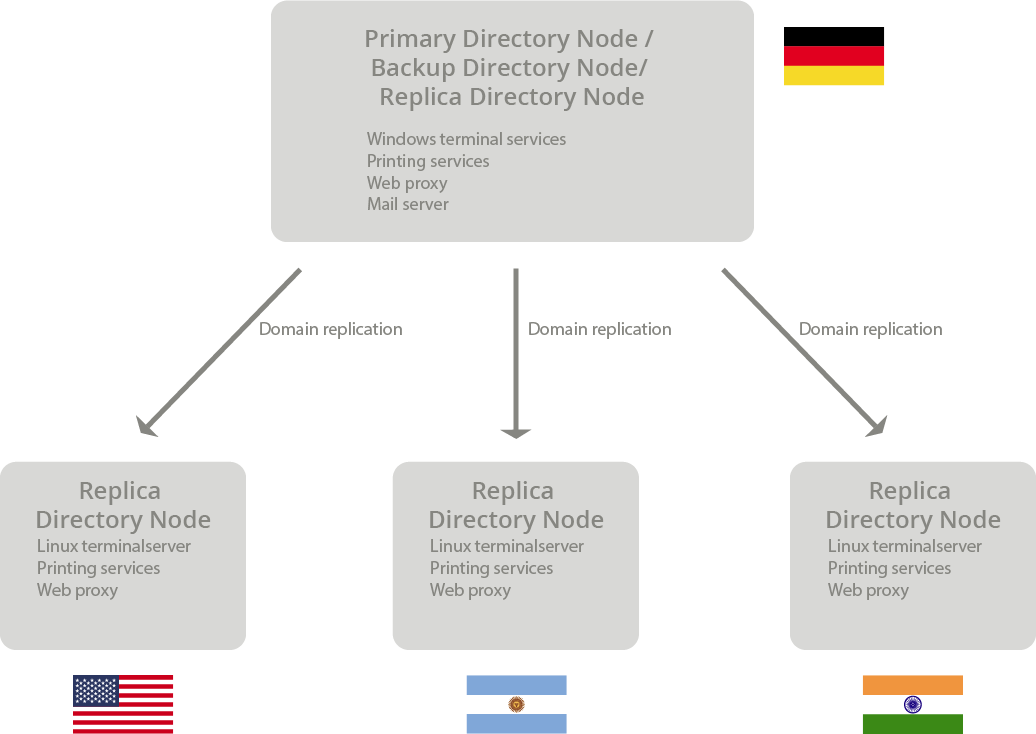 Primary Directory Node /
Backup Directory Node/
Replica Directory Node
Windows terminal services
Printing services
Web proxy
Mail server
Domain replication
Domain replication
Domain replication
Replica
Directory Node
Linux terminalserver
Printing services
Web proxy
Replica
Directory Node
Linux terminalserver
Printing services
Web proxy
Replica
Directory Node
Linux terminalserver
Printing services
Web proxy